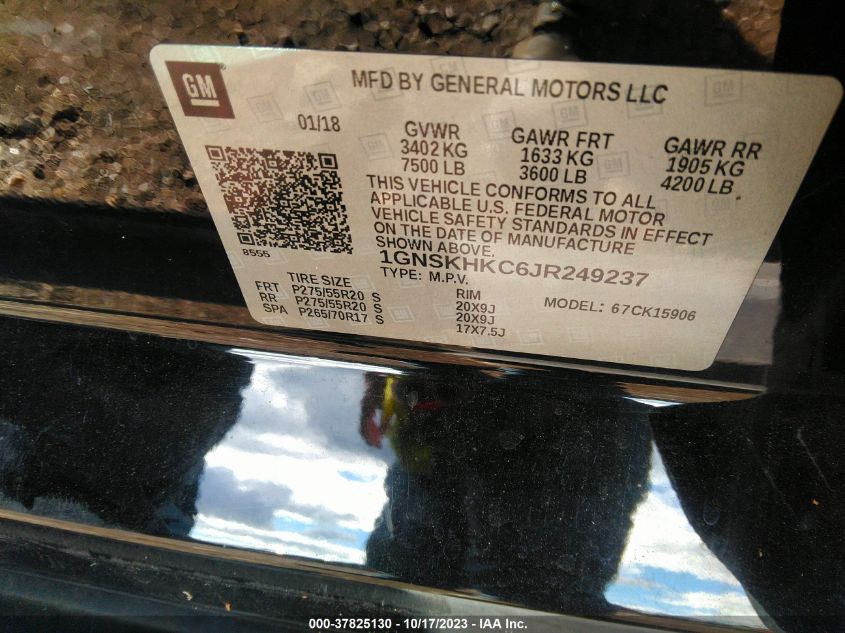 GM
MFD BY GENERAL MOTORS LLC
01/18
GVWR
3402 KG
7500 LB
GAWR FRT
1633 KG
3600 LB
GAWR RR
1905 KG
4200 LB
THIS VEHICLE CONFORMS TO ALL
APPLICABLE U.S. FEDERAL MOTOR
VEHICLE SAFETY STANDARDS IN EFFECT
ON THE DATE OF MANUFACTURE
SHOWN ABOVE.
8555
1GNSKHKC6JR249237
TYPE: M.P.V.
MODEL: 67CK15906
TIRE SIZE RIM
FRT P275/55R20 S 20X9J
RR P275/55R20 S 20X9J
SPA P265/70R17 S 17X7.5J
000-37825130 - 10/17/2023 - IAA Inc.